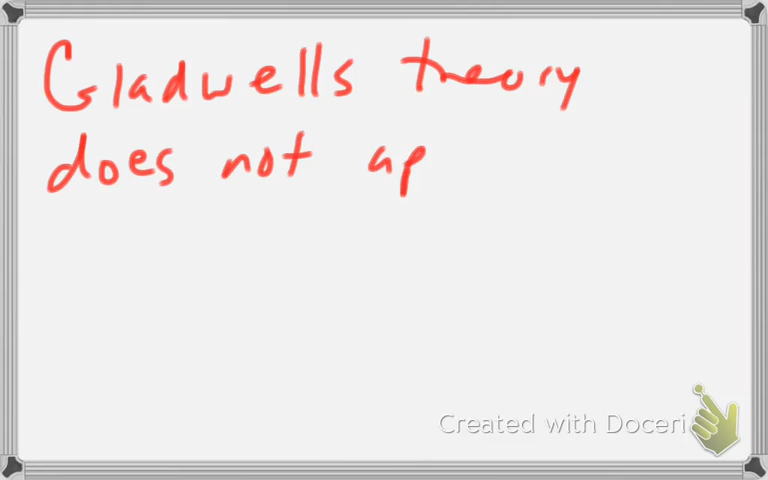 Gladwells theory
does not ap
Created with Doceri